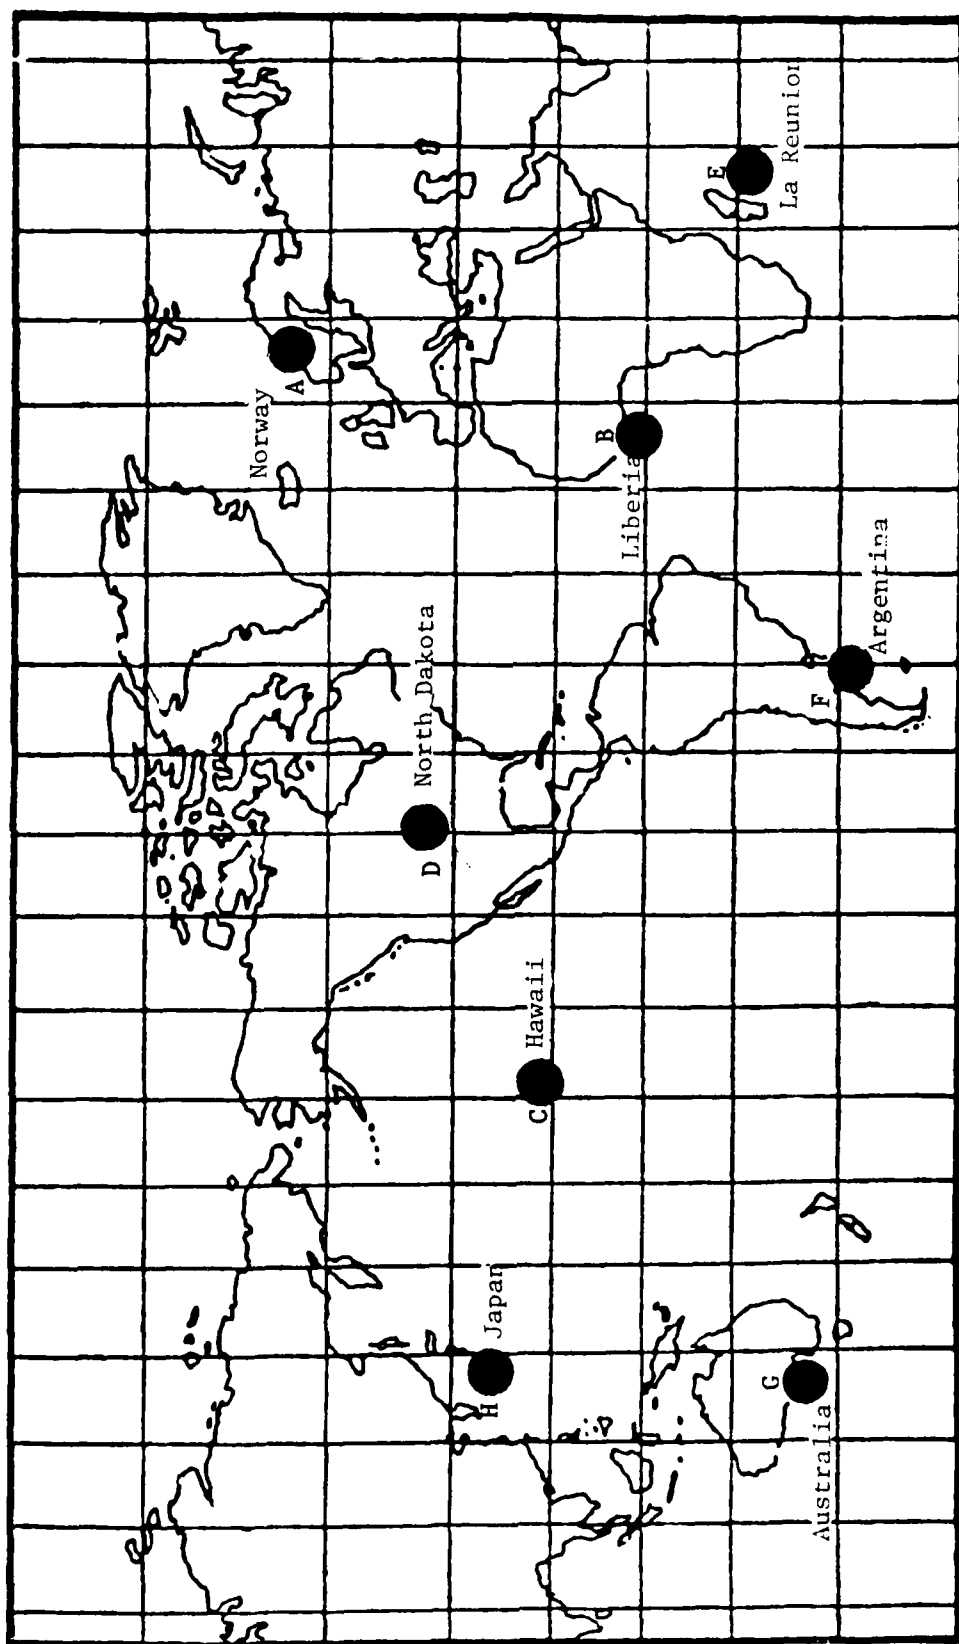 A
Norway
B
Liberia
C
Hawaii
D
North Dakota
E
La Reunion
F
Argentina
G
Australia
H
Japan